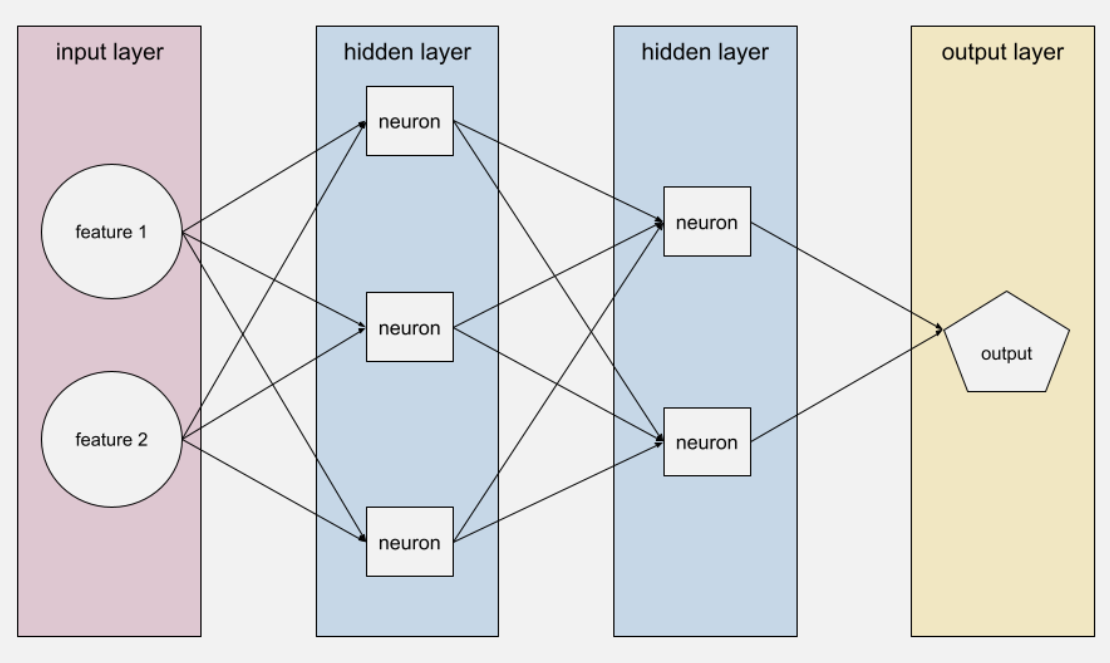 input layer
hidden layer
hidden layer
output layer
feature 1
feature 2
neuron
neuron
neuron
neuron
neuron
output